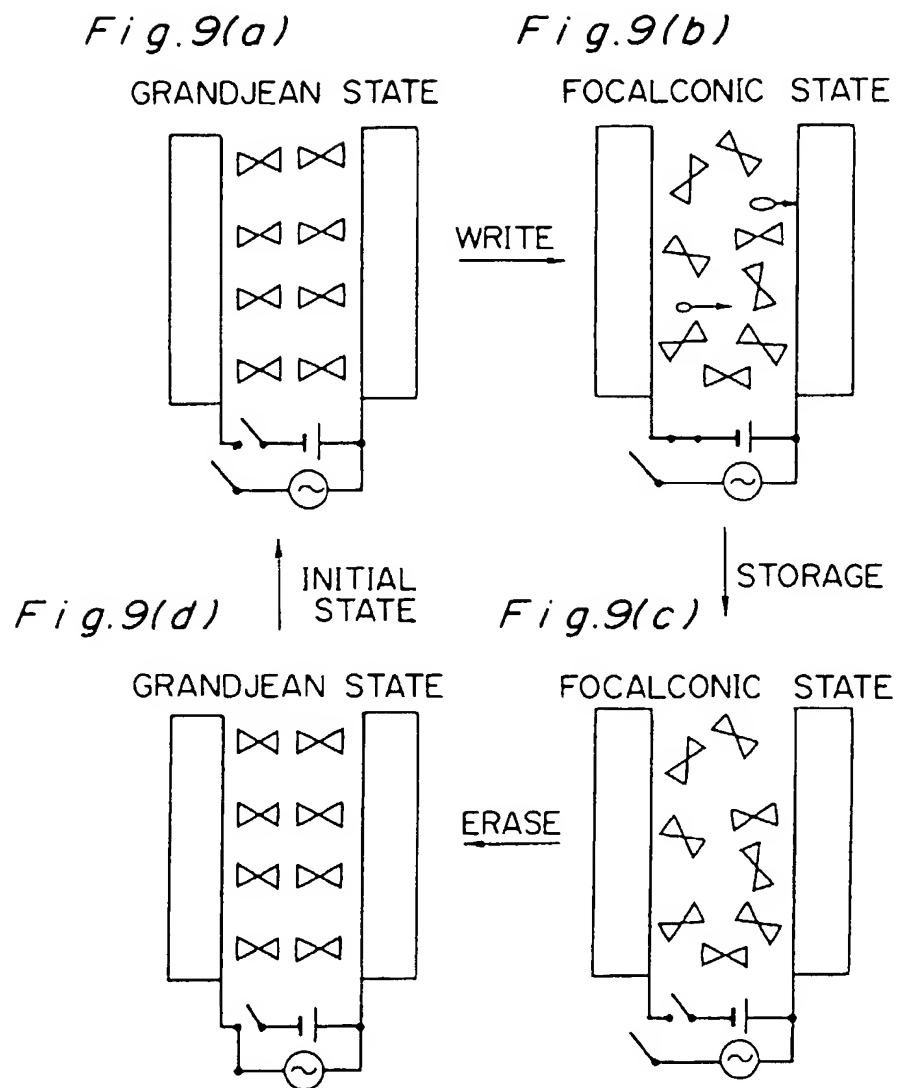 Fig.9(a)
Fig.9(b)
GRANDJEAN STATE
FOCALCONIC STATE
WRITE
INITIAL
STATE
STORAGE
Fig.9(d)
Fig.9(c)
GRANDJEAN STATE
FOCALCONIC STATE
ERASE